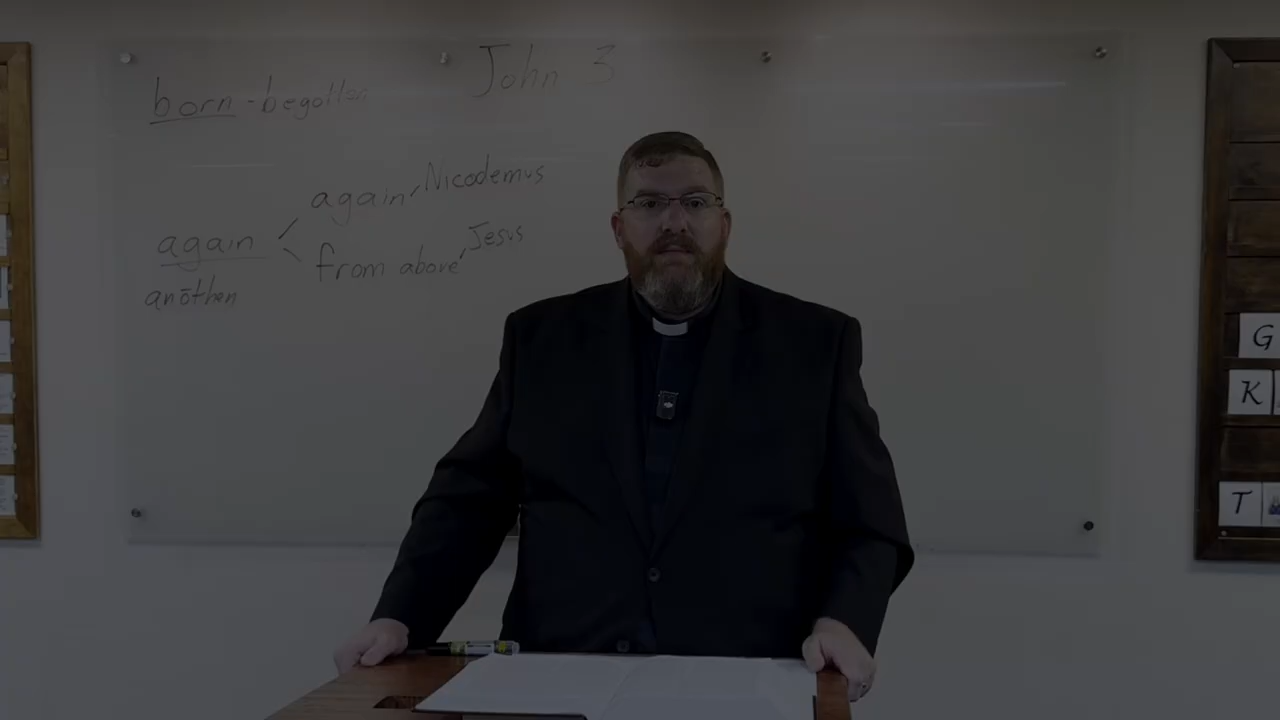 John 3
born - begotten
again, Nicodemus
again
from above, Jesus
anōthen
G
K
T